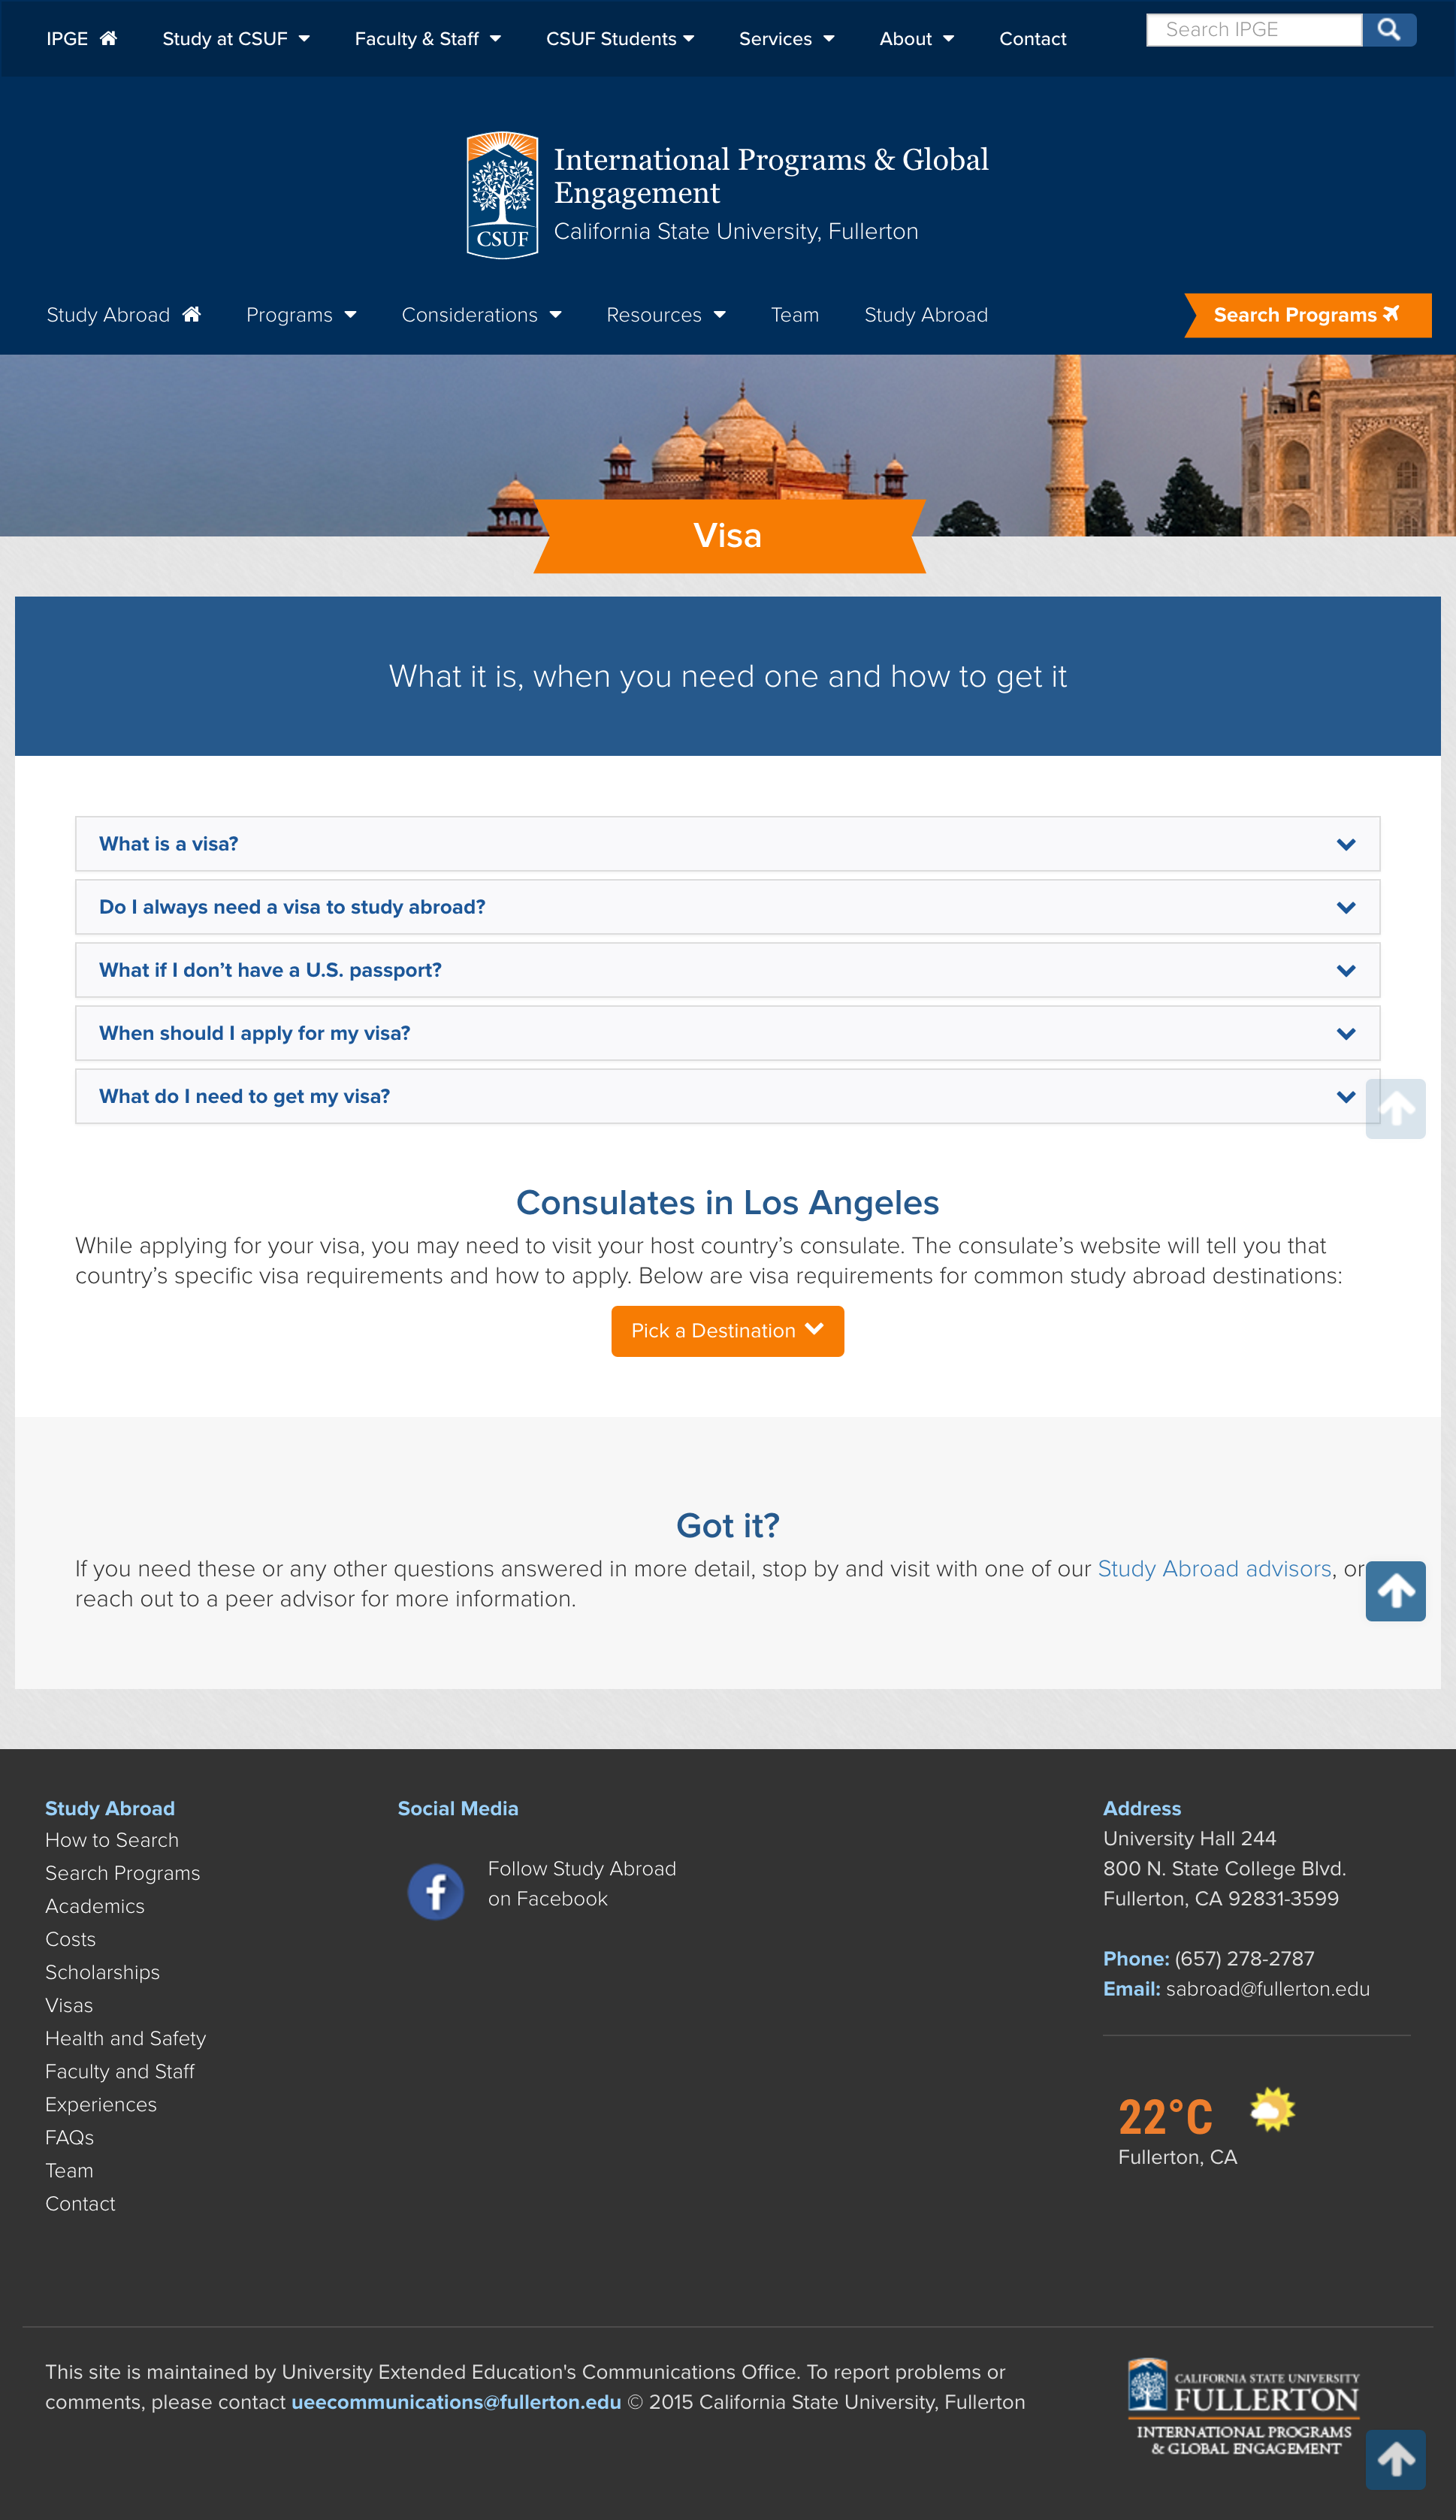 IPGE
Study at CSUF
Faculty & Staff
CSUF Students
Services
About
Contact
Search IPGE
CSUF
International Programs & Global
Engagement
California State University, Fullerton
Study Abroad
Programs
Considerations
Resources
Team
Study Abroad
Search Programs
Visa
What it is, when you need one and how to get it
What is a visa?
Do I always need a visa to study abroad?
What if I don’t have a U.S. passport?
When should I apply for my visa?
What do I need to get my visa?
Consulates in Los Angeles
While applying for your visa, you may need to visit your host country’s consulate. The consulate’s website will tell you that
country’s specific visa requirements and how to apply. Below are visa requirements for common study abroad destinations:
Pick a Destination
Got it?
If you need these or any other questions answered in more detail, stop by and visit with one of our Study Abroad advisors, or
reach out to a peer advisor for more information.
Study Abroad
How to Search
Search Programs
Academics
Costs
Scholarships
Visas
Health and Safety
Faculty and Staff
Experiences
FAQs
Team
Contact
Social Media
Follow Study Abroad
on Facebook
Address
University Hall 244
800 N. State College Blvd.
Fullerton, CA 92831-3599
Phone: (657) 278-2787
Email: sabroad@fullerton.edu
22°C
Fullerton, CA
This site is maintained by University Extended Education's Communications Office. To report problems or
comments, please contact ueecommunications@fullerton.edu © 2015 California State University, Fullerton
CALIFORNIA STATE UNIVERSITY
FULLERTON
INTERNATIONAL PROGRAMS
& GLOBAL ENGAGEMENT